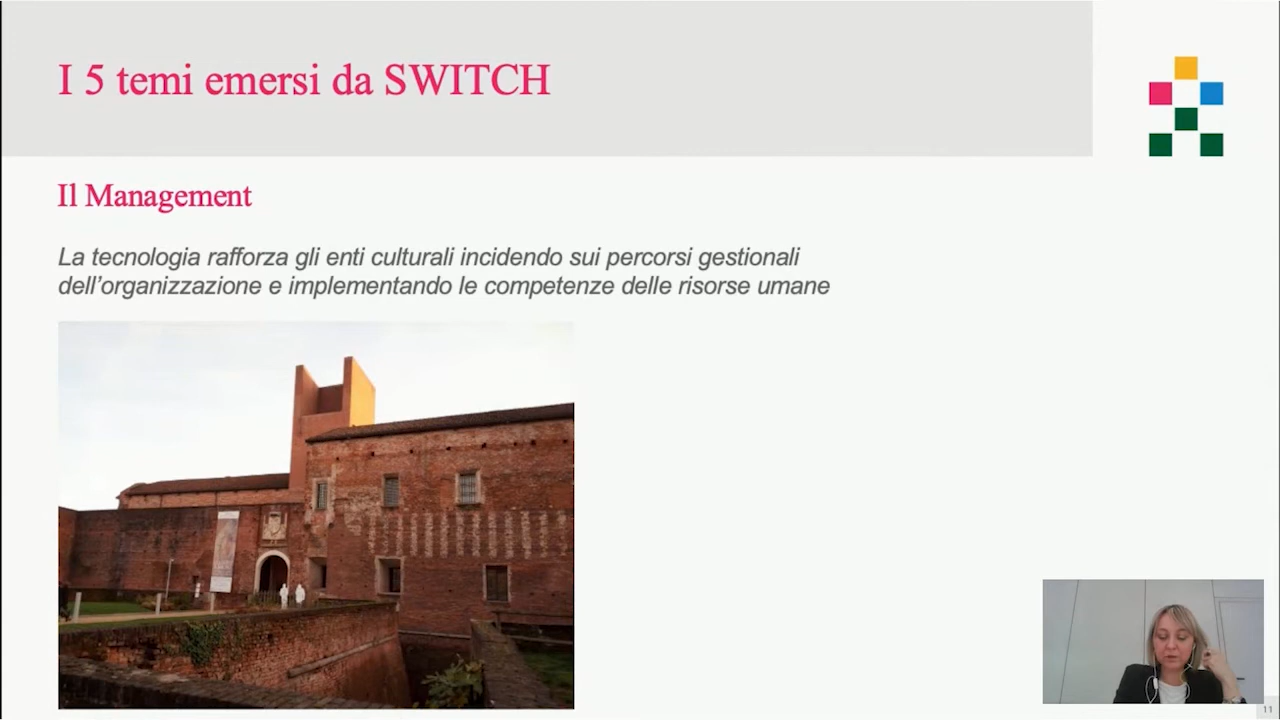 I 5 temi emersi da SWITCH
Il Management
La tecnologia rafforza gli enti culturali incidendo sui percorsi gestionali
dell'organizzazione e implementando le competenze delle risorse umane
11